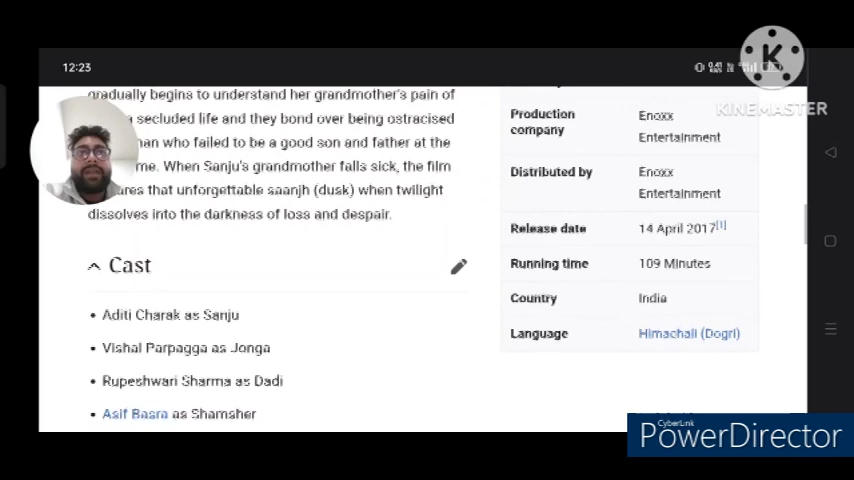 12:23
KINEMASTER
gradually begins to understand her grandmother's pain of
secluded life and they bond over being ostracised
man who failed to be a good son and father at the
me. When Sanju's grandmother falls sick, the film
that unforgettable saanjh (dusk) when twilight
dissolves into the darkness of loss and despair.
Cast
• Aditi Charak as Sanju
• Vishal Parpagga as Jonga
• Rupeshwari Sharma as Dadi
• Asif Basra as Shamsher
Production
company
Enoxx
Entertainment
Distributed by
Enoxx
Entertainment
Release date
14 April 2017[1]
Running time
109 Minutes
Country
India
Language
Himachali (Dogri)
CyberLink
PowerDirector